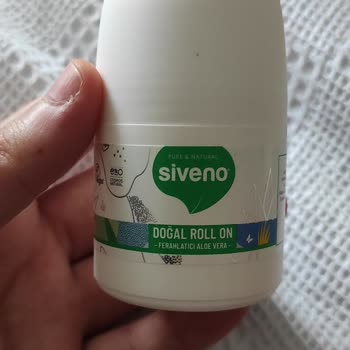 PURE & NATURAL
siveno
DOĞAL ROLL ON
- FERAHLATICI ALOE VERA -